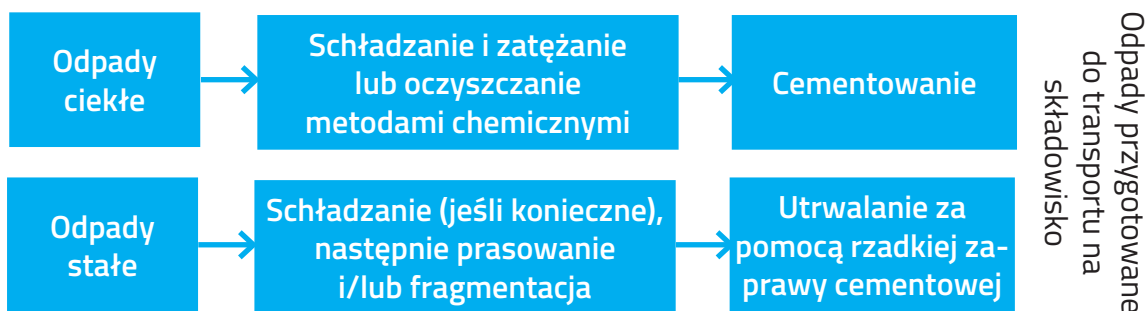 Odpady
ciekłe
Schładzanie i zatężanie
lub oczyszczanie
metodami chemicznymi
Cementowanie
Odpady
stałe
Schładzanie (jeśli konieczne),
następnie prasowanie
i/lub fragmentacja
Utrwalanie za
pomocą rzadkiej za-
prawy cementowej
Odpady przygotowane
do transportu na
składowisko